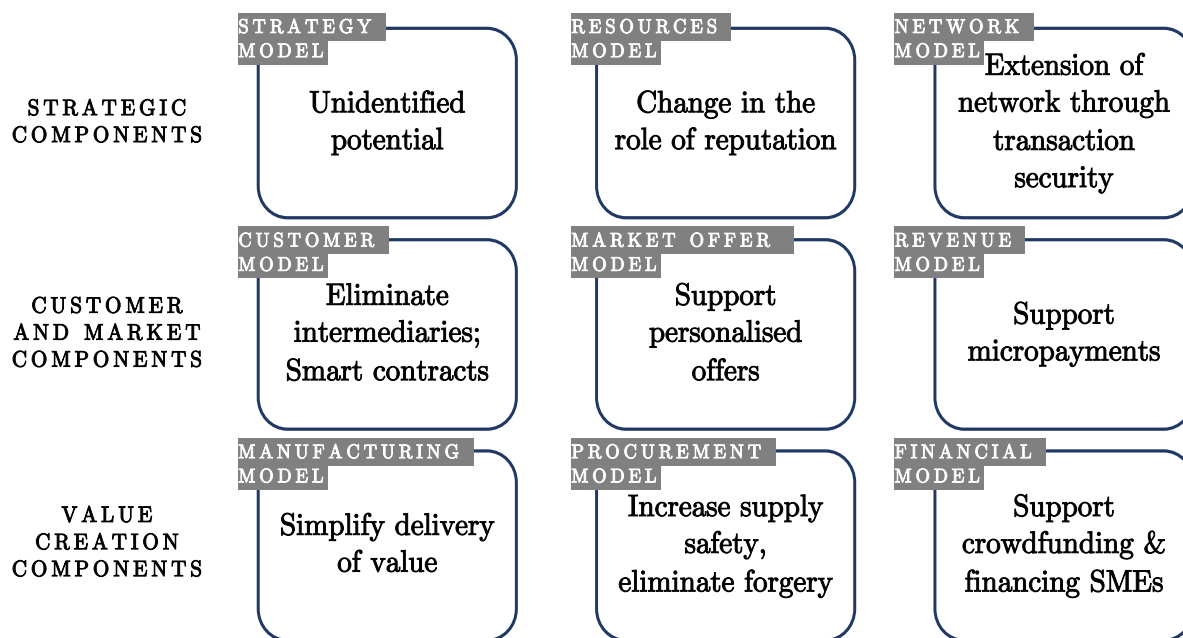 STRATEGY
MODEL
RESOURCES
MODEL
NETWORK
MODEL
STRATEGIC
COMPONENTS
Unidentified
potential
Change in the
role of reputation
Extension of
network through
transaction
security
CUSTOMER
MODEL
MARKET OFFER
MODEL
REVENUE
MODEL
CUSTOMER
AND MARKET
COMPONENTS
Eliminate
intermediaries;
Smart contracts
Support
personalised
offers
Support
micropayments
MANUFACTURING
MODEL
PROCUREMENT
MODEL
FINANCIAL
MODEL
VALUE
CREATION
COMPONENTS
Simplify delivery
of value
Increase supply
safety,
eliminate forgery
Support
crowdfunding &
financing SMEs